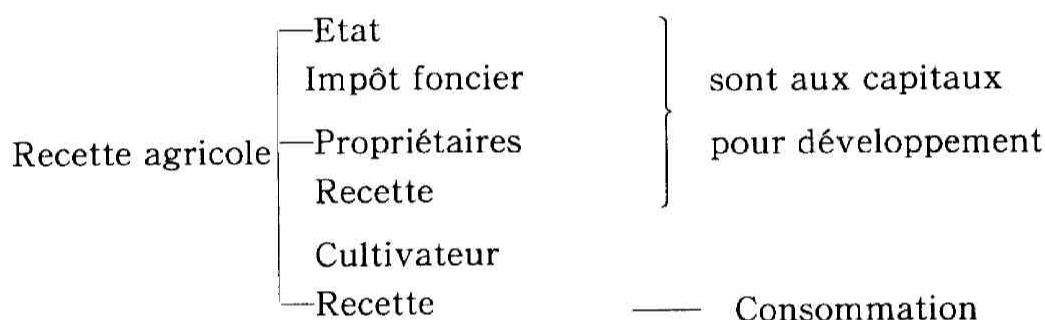 Etat
Impôt foncier
sont aux capitaux
Recette agricole
Propriétaires
pour développement
Recette
Cultivateur
Recette
Consommation